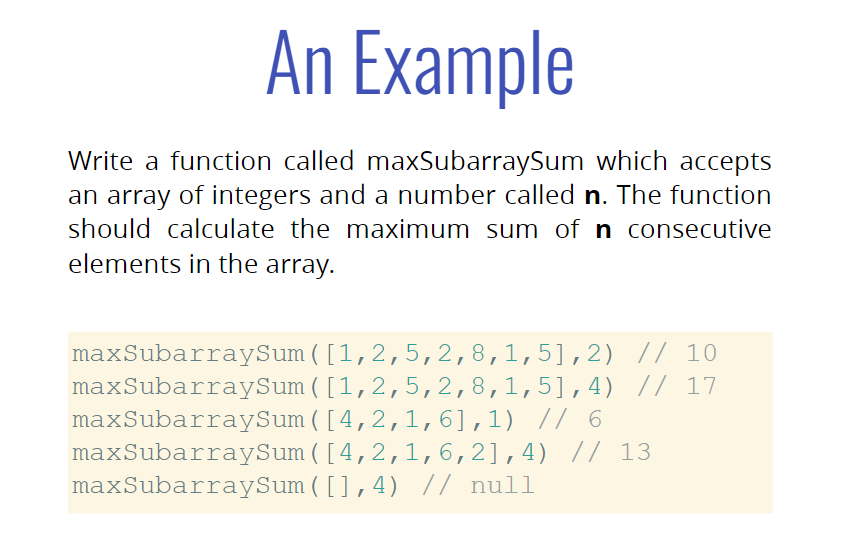 An Example
Write a function called maxSubarraySum which accepts
an array of integers and a number called n. The function
should calculate the maximum sum of n consecutive
elements in the array.
maxSubarraySum([1,2,5,2,8,1,5],2) // 10
maxSubarraySum([1,2,5,2,8,1,5],4) // 17
maxSubarraySum([4,2,1,6],1) // 6
maxSubarraySum([4,2,1,6,2],4) // 13
maxSubarraySum([],4) // null